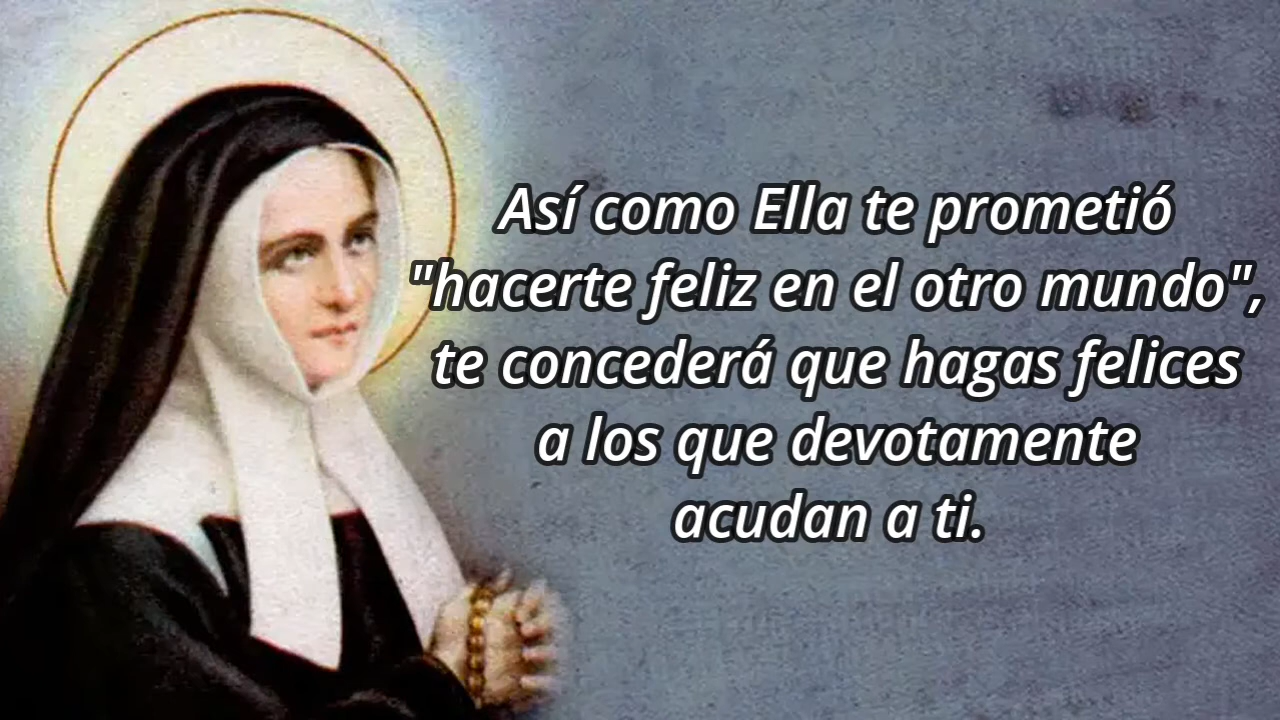 Así como Ella te prometió
"hacerte feliz en el otro mundo",
te concederá que hagas felices
a los que devotamente
acudan a ti.